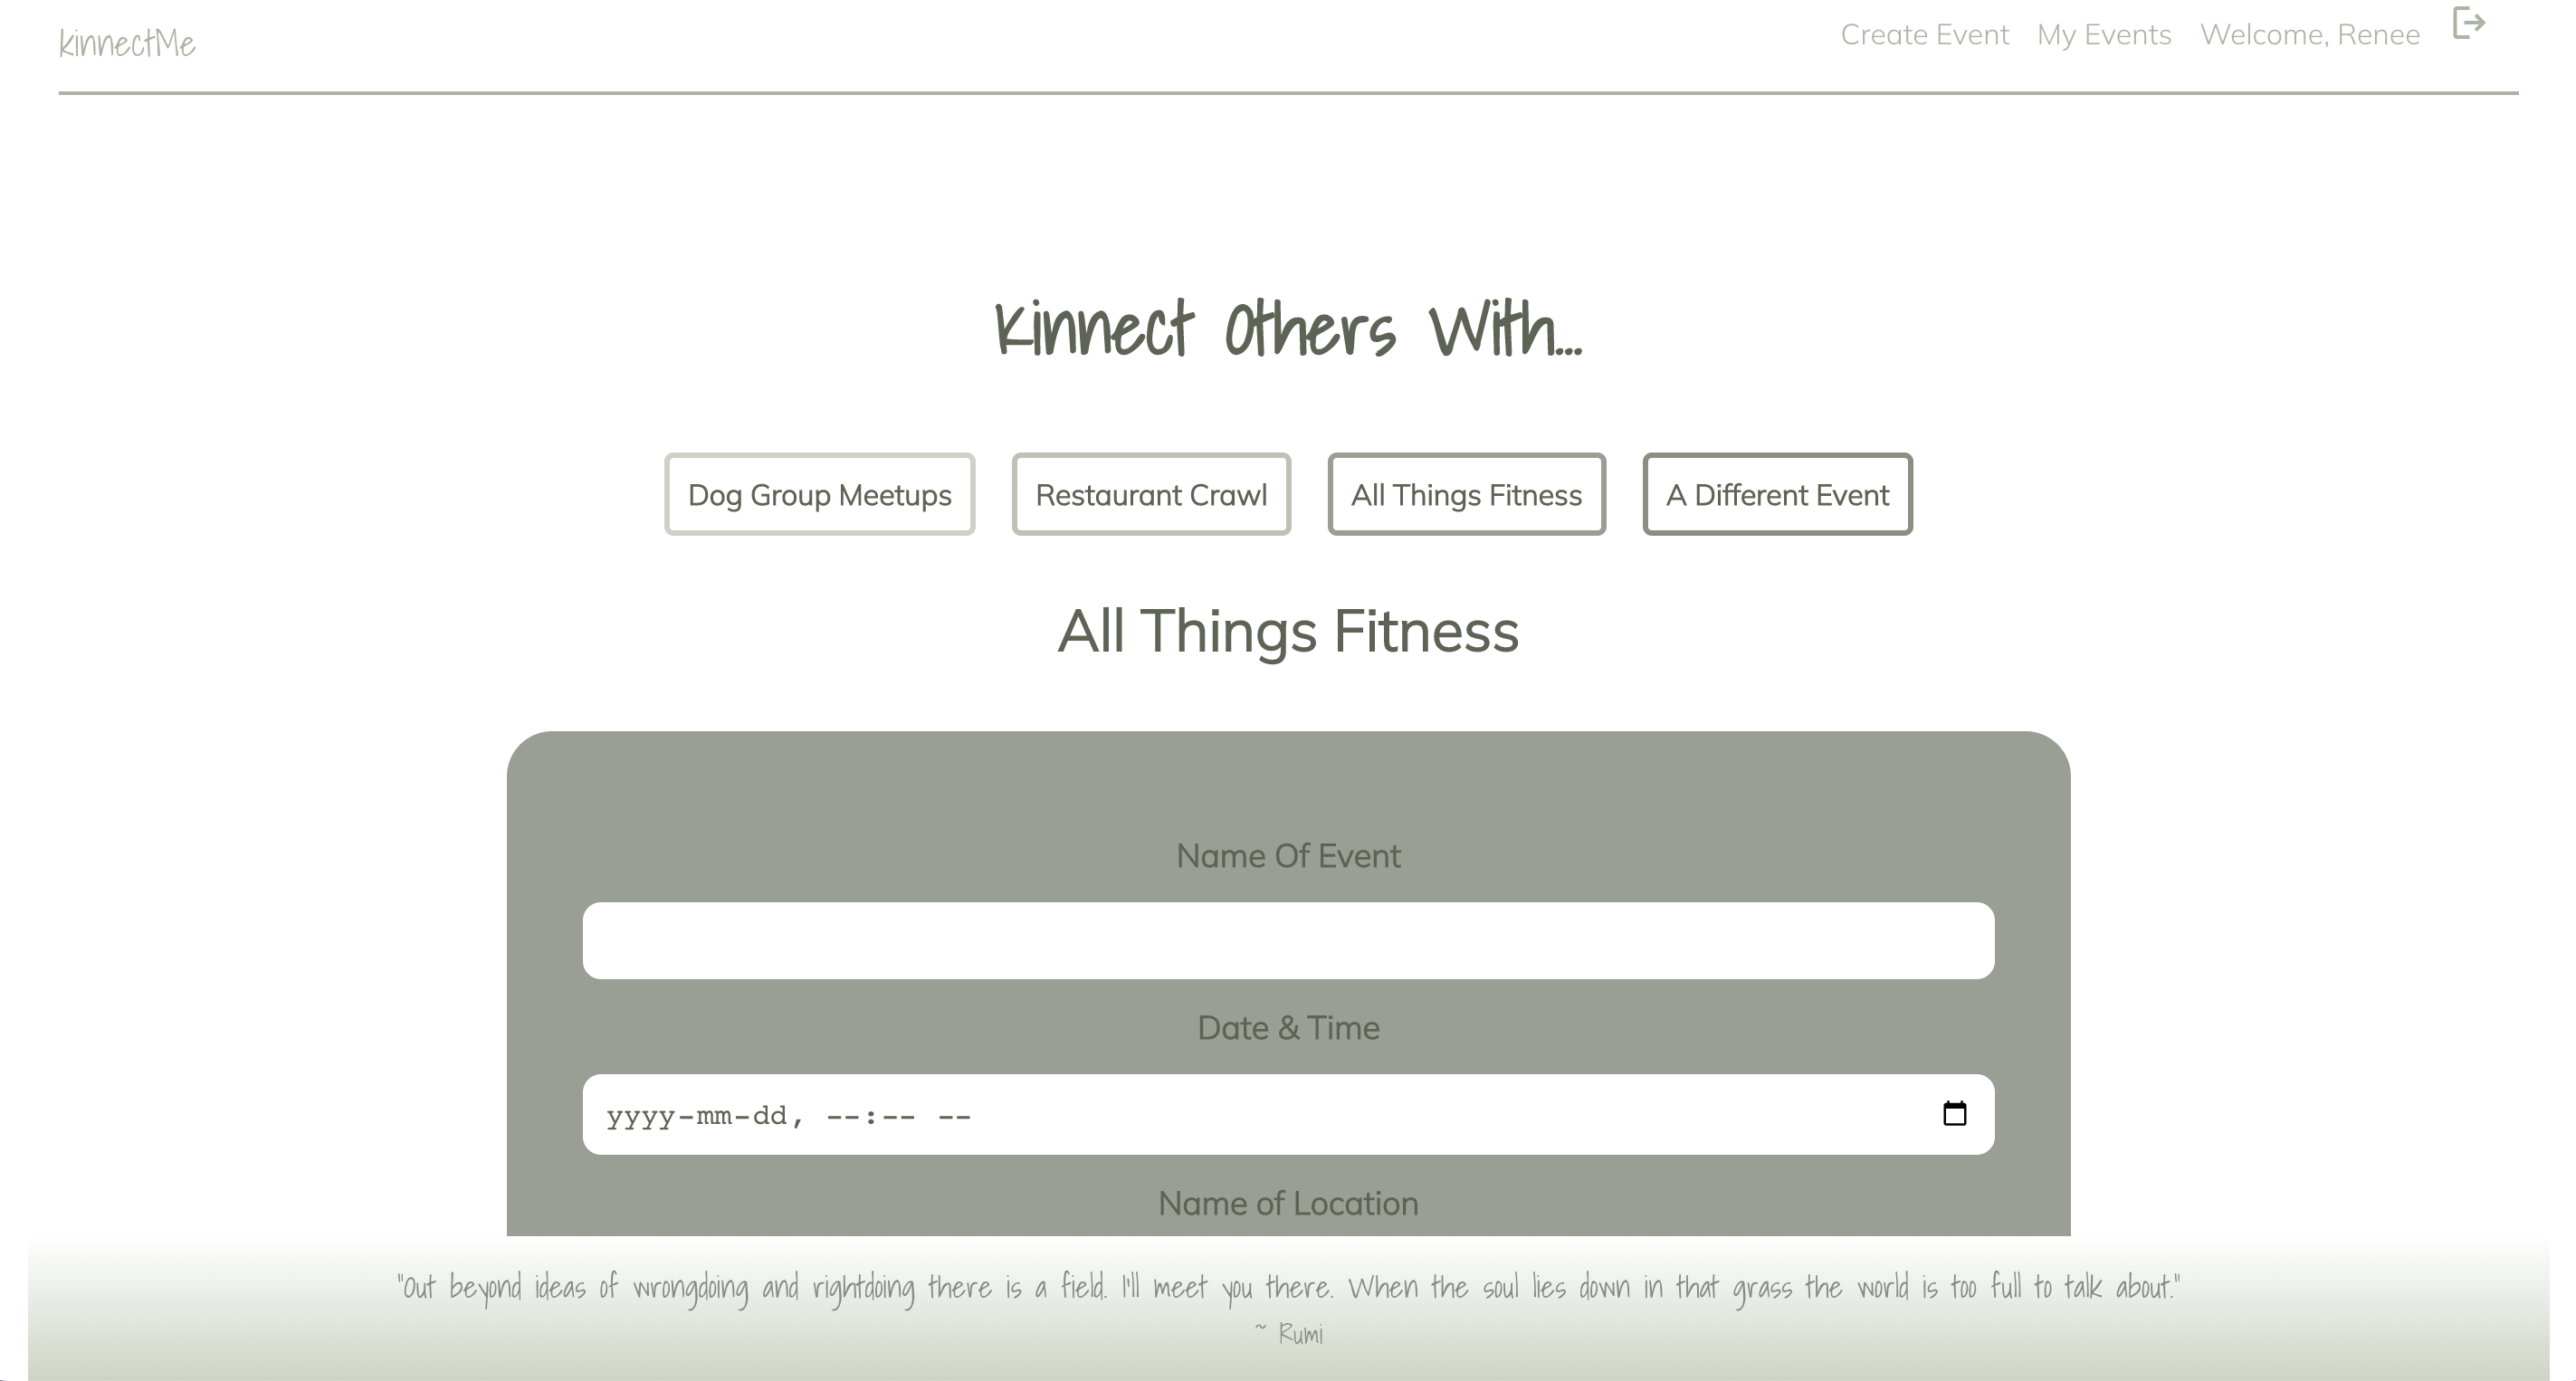 kinnectMe
Create Event My Events Welcome, Renee
Kinnect Others With...
Dog Group Meetups
Restaurant Crawl
All Things Fitness
A Different Event
All Things Fitness
Name Of Event
Date & Time
yyyy-mm-dd, --:-- --
Name of Location
"Out beyond ideas of wrongdoing and rightdoing there is a field. I'll meet you there. When the soul lies down in that grass the world is too full to talk about."
~ Rumi